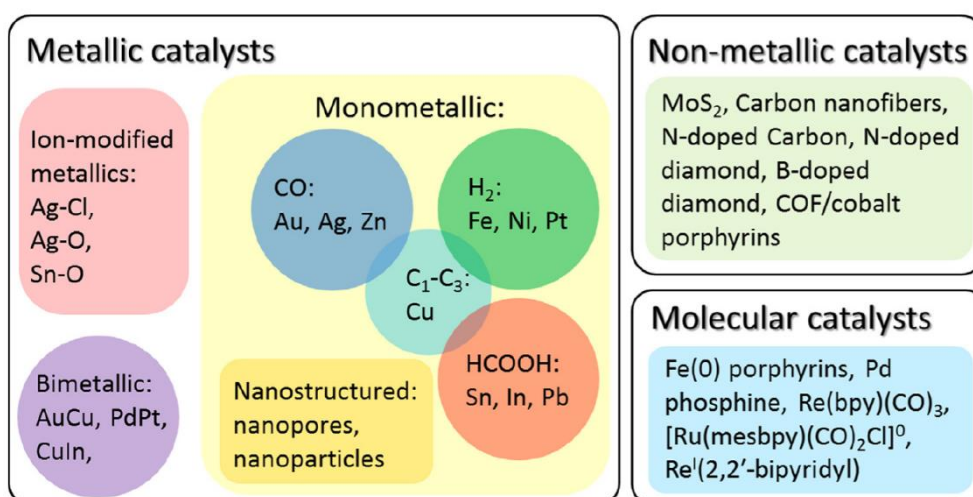 Metallic catalysts
Ion-modified
metallics:
Ag-Cl,
Ag-O,
Sn-O
Bimetallic:
AuCu, PdPt,
CuIn,
Monometallic:
CO:
Au, Ag, Zn
H₂:
Fe, Ni, Pt
C₁-C₃:
Cu
HCOOH:
Sn, In, Pb
Nanostructured:
nanopores,
nanoparticles
Non-metallic catalysts
MoS₂, Carbon nanofibers,
N-doped Carbon, N-doped
diamond, B-doped
diamond, COF/cobalt
porphyrins
Molecular catalysts
Fe(0) porphyrins, Pd
phosphine, Re(bpy)(CO)₃,
[Ru(mesbpy)(CO)₂Cl]⁰,
Reᴵ(2,2′-bipyridyl)